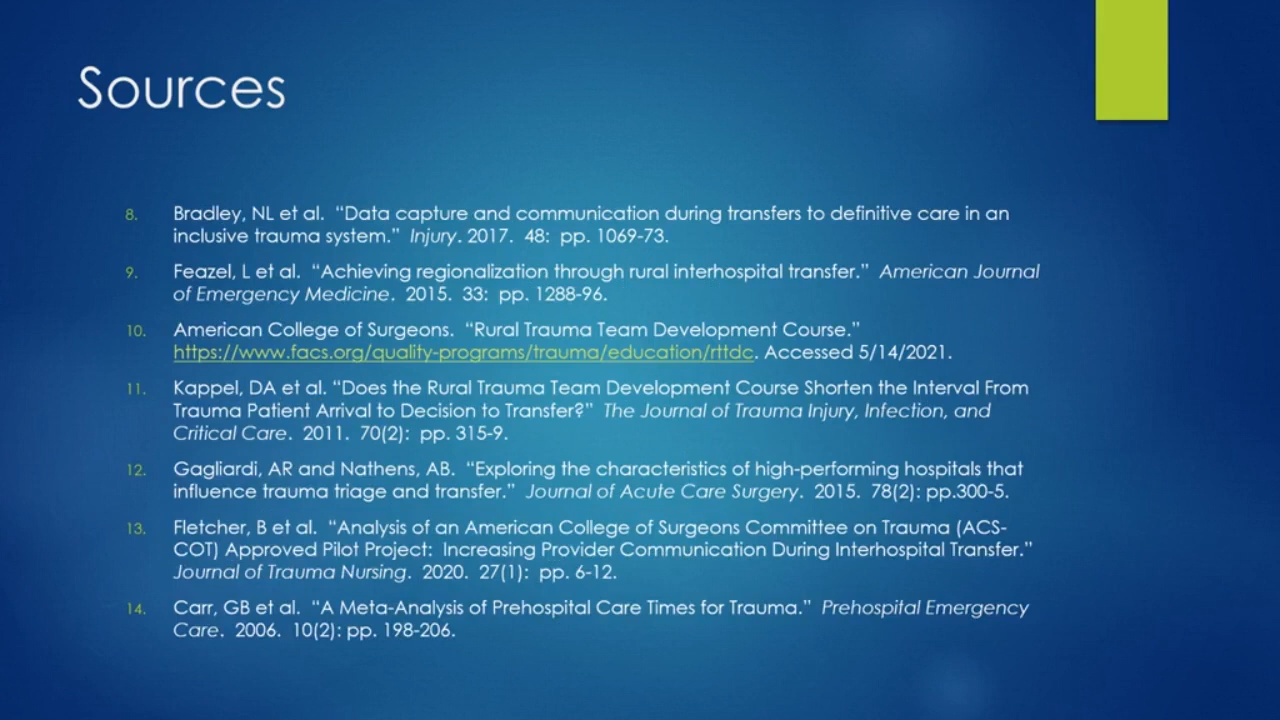 Sources
8. Bradley, NL et al. “Data capture and communication during transfers to definitive care in an
inclusive trauma system.” Injury. 2017. 48: pp. 1069-73.
9. Feazel, L et al. “Achieving regionalization through rural interhospital transfer.” American Journal
of Emergency Medicine. 2015. 33: pp. 1288-96.
10. American College of Surgeons. “Rural Trauma Team Development Course.”
https://www.facs.org/quality-programs/trauma/education/rttdc. Accessed 5/14/2021.
11. Kappel, DA et al. “Does the Rural Trauma Team Development Course Shorten the Interval From
Trauma Patient Arrival to Decision to Transfer?” The Journal of Trauma Injury, Infection, and
Critical Care. 2011. 70(2): pp. 315-9.
12. Gagliardi, AR and Nathens, AB. “Exploring the characteristics of high-performing hospitals that
influence trauma triage and transfer.” Journal of Acute Care Surgery. 2015. 78(2): pp.300-5.
13. Fletcher, B et al. “Analysis of an American College of Surgeons Committee on Trauma (ACS-
COT) Approved Pilot Project: Increasing Provider Communication During Interhospital Transfer.”
Journal of Trauma Nursing. 2020. 27(1): pp. 6-12.
14. Carr, GB et al. “A Meta-Analysis of Prehospital Care Times for Trauma.” Prehospital Emergency
Care. 2006. 10(2): pp. 198-206.